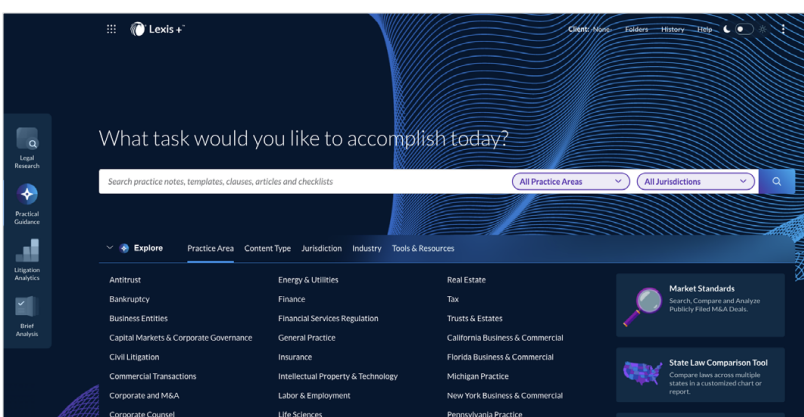 Lexis +
Client: -None- Folders History Help
What task would you like to accomplish today?
Search practice notes, templates, clauses, articles and checklists
All Practice Areas
All Jurisdictions
Legal
Research
Practical
Guidance
Litigation
Analytics
Brief
Analysis
Explore Practice Area Content Type Jurisdiction Industry Tools & Resources
Antitrust
Bankruptcy
Business Entities
Capital Markets & Corporate Governance
Civil Litigation
Commercial Transactions
Corporate and M&A
Corporate Counsel
Energy & Utilities
Finance
Financial Services Regulation
General Practice
Insurance
Intellectual Property & Technology
Labor & Employment
Life Sciences
Real Estate
Tax
Trusts & Estates
California Business & Commercial
Florida Business & Commercial
Michigan Practice
New York Business & Commercial
Pennsylvania Practice
Market Standards
Search, Compare and Analyze
Publicly Filed M&A Deals.
State Law Comparison Tool
Compare laws across multiple
states in a customized chart or
report.